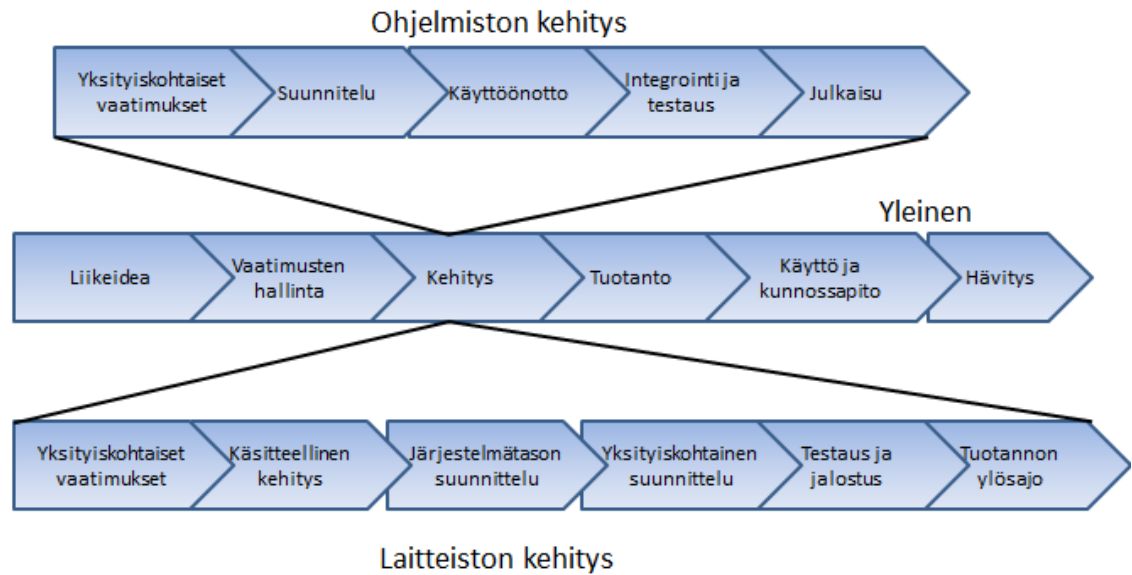 Ohjelmiston kehitys
Yksityiskohtaiset
vaatimukset
Suunnitelu
Käyttöönotto
Integrointi ja
testaus
Julkaisu
Yleinen
Liikeidea
Vaatimusten
hallinta
Kehitys
Tuotanto
Käyttö ja
kunnossapito
Hävitys
Yksityiskohtaiset
vaatimukset
Käsitteellinen
kehitys
Järjestelmätason
suunnittelu
Yksityiskohtainen
suunnittelu
Testaus ja
jalostus
Tuotannon
ylösajo
Laitteiston kehitys